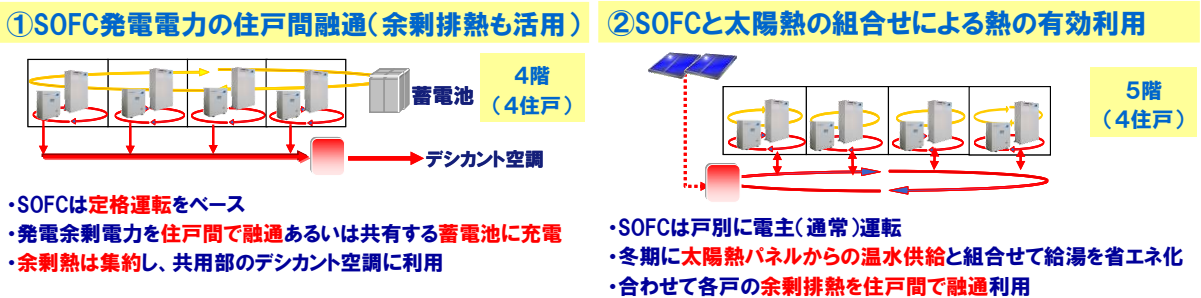 ①SOFC発電電力の住戸間融通(余剰排熱も活用)
4階
(4住戸)
蓄電池
デシカント空調
・SOFCは定格運転をベース
・発電余剰電力を住戸間で融通あるいは共有する蓄電池に充電
・余剰熱は集約し、共用部のデシカント空調に利用
②SOFCと太陽熱の組合せによる熱の有効利用
5階
(4住戸)
・SOFCは戸別に電主(通常)運転
・冬期に太陽熱パネルからの温水供給と組合せて給湯を省エネ化
・合わせて各戸の余剰排熱を住戸間で融通利用